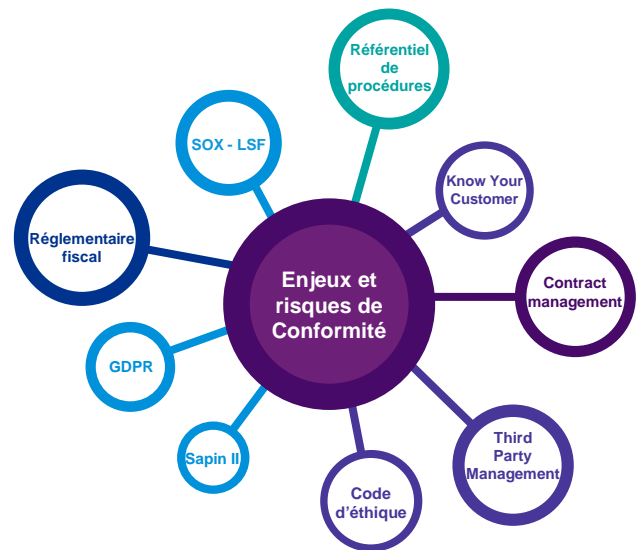 Référentiel
de
procédures
SOX - LSF
Know Your
Customer
Réglementaire
fiscal
Enjeux et
risques de
Conformité
Contract
management
GDPR
Sapin II
Third
Party
Management
Code
d’éthique